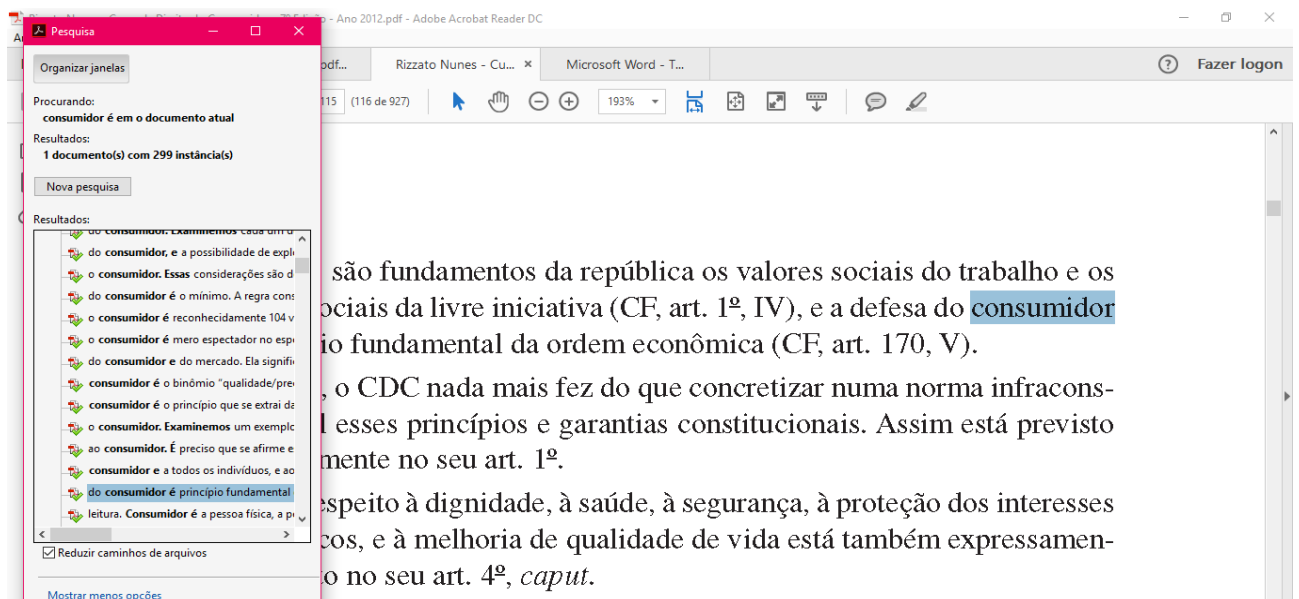 - Ano 2012.pdf - Adobe Acrobat Reader DC
Pesquisa
Organizar janelas
Procurando:
consumidor é em o documento atual
Resultados:
1 documento(s) com 299 instância(s)
Nova pesquisa
Resultados:
do consumidor. Examinemos cada um d
do consumidor, e a possibilidade de expl
o consumidor. Essas considerações são d
do consumidor é o mínimo. A regra cons
o consumidor é reconhecidamente 104 v
o consumidor é mero espectador no esp
do consumidor e do mercado. Ela signifi
consumidor é o binômio "qualidade/pre
consumidor é o princípio que se extrai da
o consumidor. Examinemos um exemplo
ao consumidor. É preciso que se afirme e
consumidor e a todos os indivíduos, e ao
do consumidor é princípio fundamental
leitura. Consumidor é a pessoa física, a p
Reduzir caminhos de arquivos
Mostrar menos opções
pdf...
Rizzato Nunes - Cu... ×
Microsoft Word - T...
Fazer logon
115 (116 de 927)
193%
são fundamentos da república os valores sociais do trabalho e os
ociais da livre iniciativa (CF, art. 1º, IV), e a defesa do consumidor
io fundamental da ordem econômica (CF, art. 170, V).
, o CDC nada mais fez do que concretizar numa norma infracons-
l esses princípios e garantias constitucionais. Assim está previsto
mente no seu art. 1º.
espeito à dignidade, à saúde, à segurança, à proteção dos interesses
cos, e à melhoria de qualidade de vida está também expressamen-
o no seu art. 4º, caput.